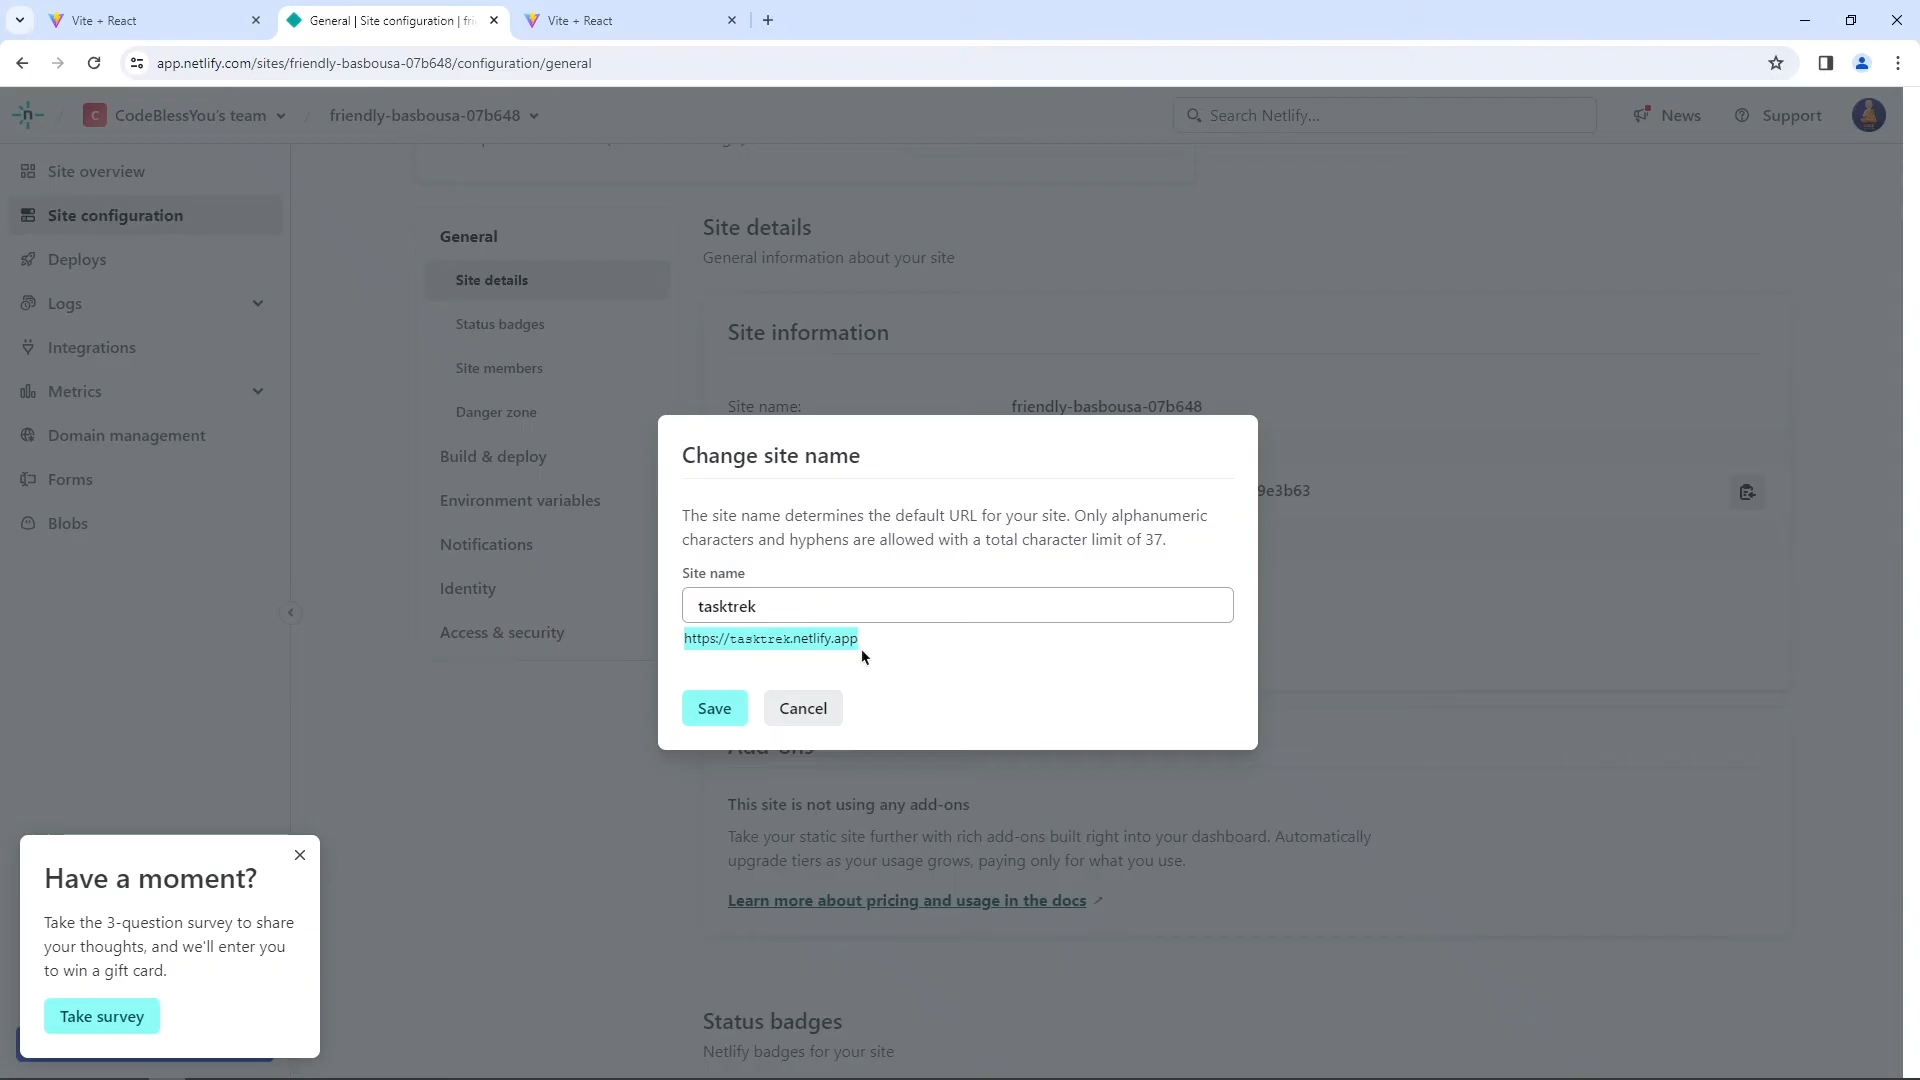 Vite + React
General | Site configuration | fri
Vite + React
app.netlify.com/sites/friendly-basbousa-07b648/configuration/general
C CodeBlessYou's team / friendly-basbousa-07b648
Search Netlify...
News
Support
Site overview
Site configuration
Deploys
Logs
Integrations
Metrics
Domain management
Forms
Blobs
General
Site details
Status badges
Site members
Danger zone
Build & deploy
Environment variables
Notifications
Identity
Access & security
Site details
General information about your site
Site information
Site name: friendly-basbousa-07b648
9e3b63
Change site name
The site name determines the default URL for your site. Only alphanumeric
characters and hyphens are allowed with a total character limit of 37.
Site name
tasktrek
https://tasktrek.netlify.app
Save
Cancel
Add-ons
This site is not using any add-ons
Take your static site further with rich add-ons built right into your dashboard. Automatically
upgrade tiers as your usage grows, paying only for what you use.
Learn more about pricing and usage in the docs
Status badges
Netlify badges for your site
Have a moment?
Take the 3-question survey to share
your thoughts, and we'll enter you
to win a gift card.
Take survey